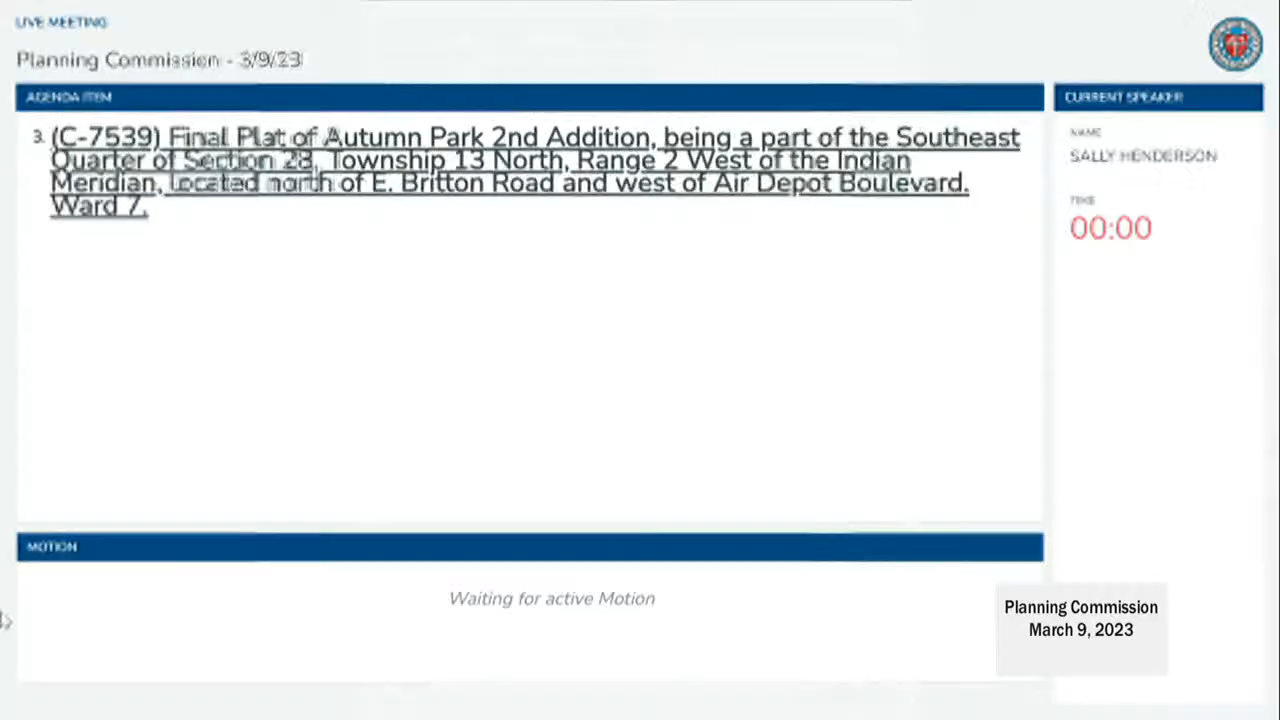 LIVE MEETING
Planning Commission - 3/9/23
AGENDA ITEM
3. (C-7539) Final Plat of Autumn Park 2nd Addition, being a part of the Southeast
Quarter of Section 28, Township 13 North, Range 2 West of the Indian
Meridian, located north of E. Britton Road and west of Air Depot Boulevard.
Ward 7.
CURRENT SPEAKER
NAME
SALLY HENDERSON
TIME
00:00
MOTION
Waiting for active Motion
Planning Commission
March 9, 2023